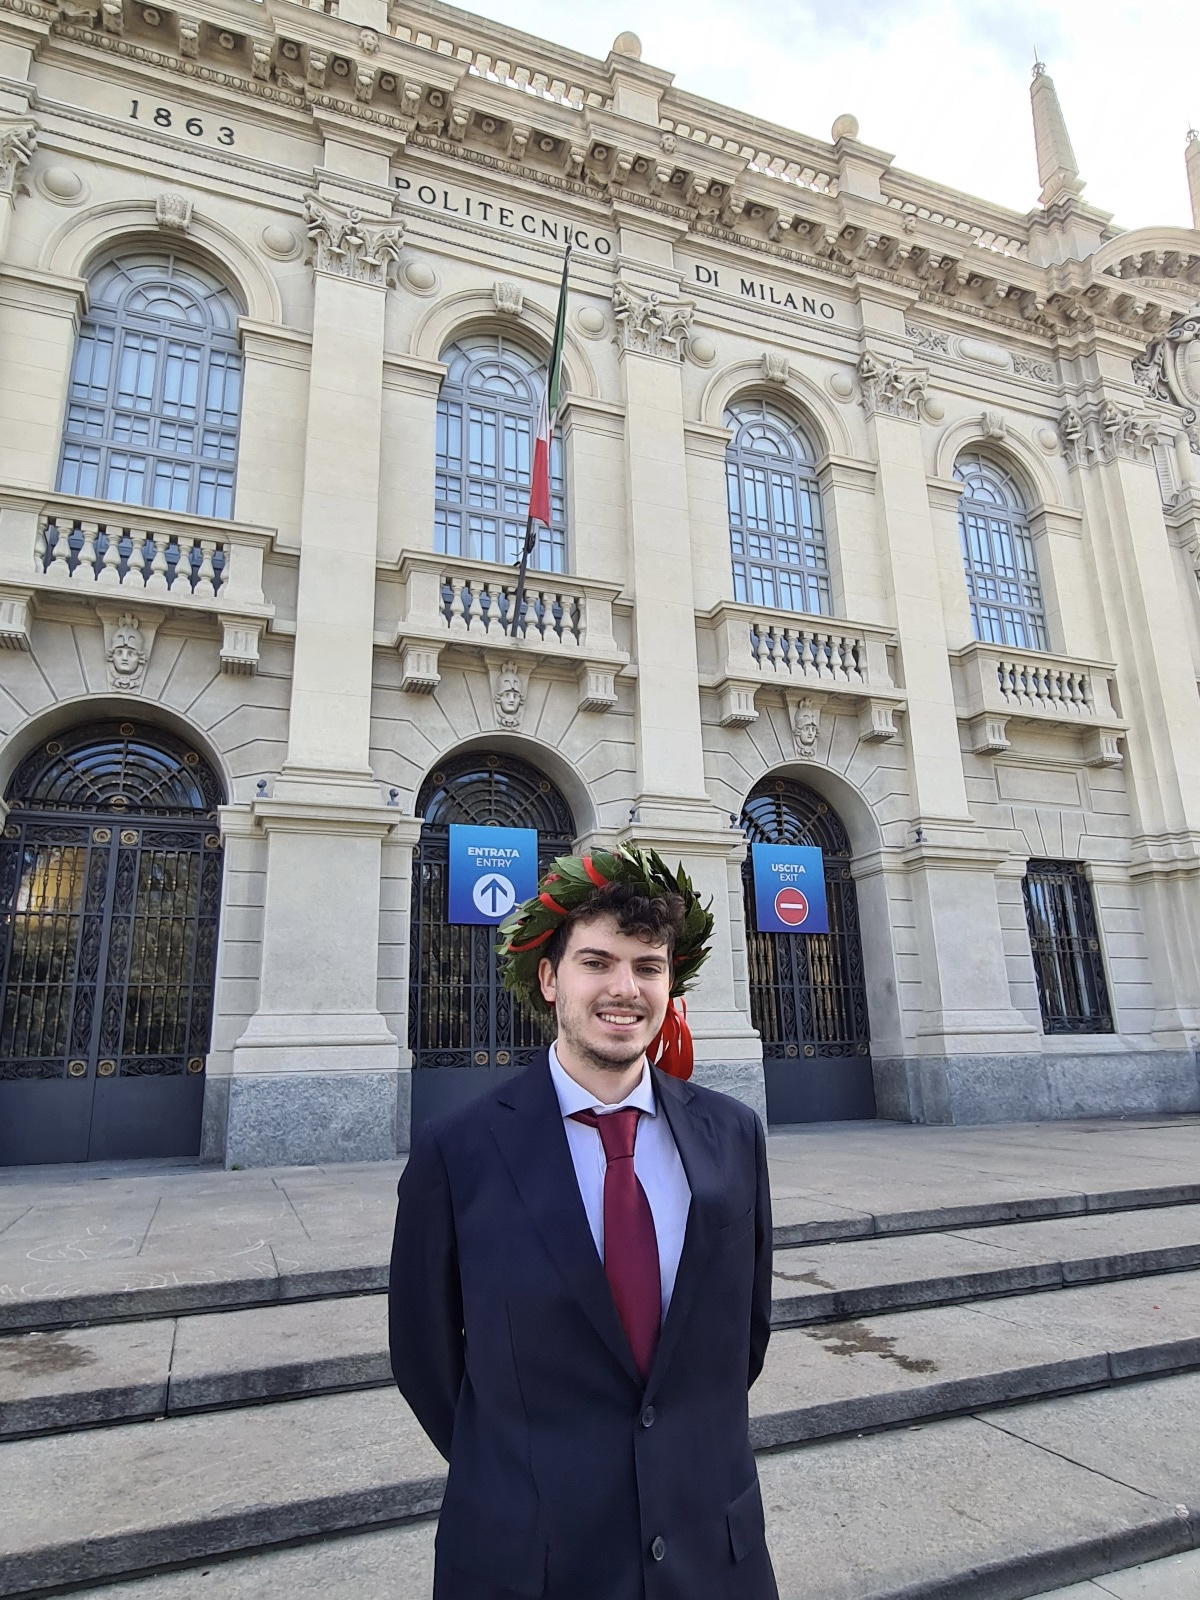 1863
POLITECNICO
DI MILANO
ENTRATA
ENTRY
USCITA
EXIT